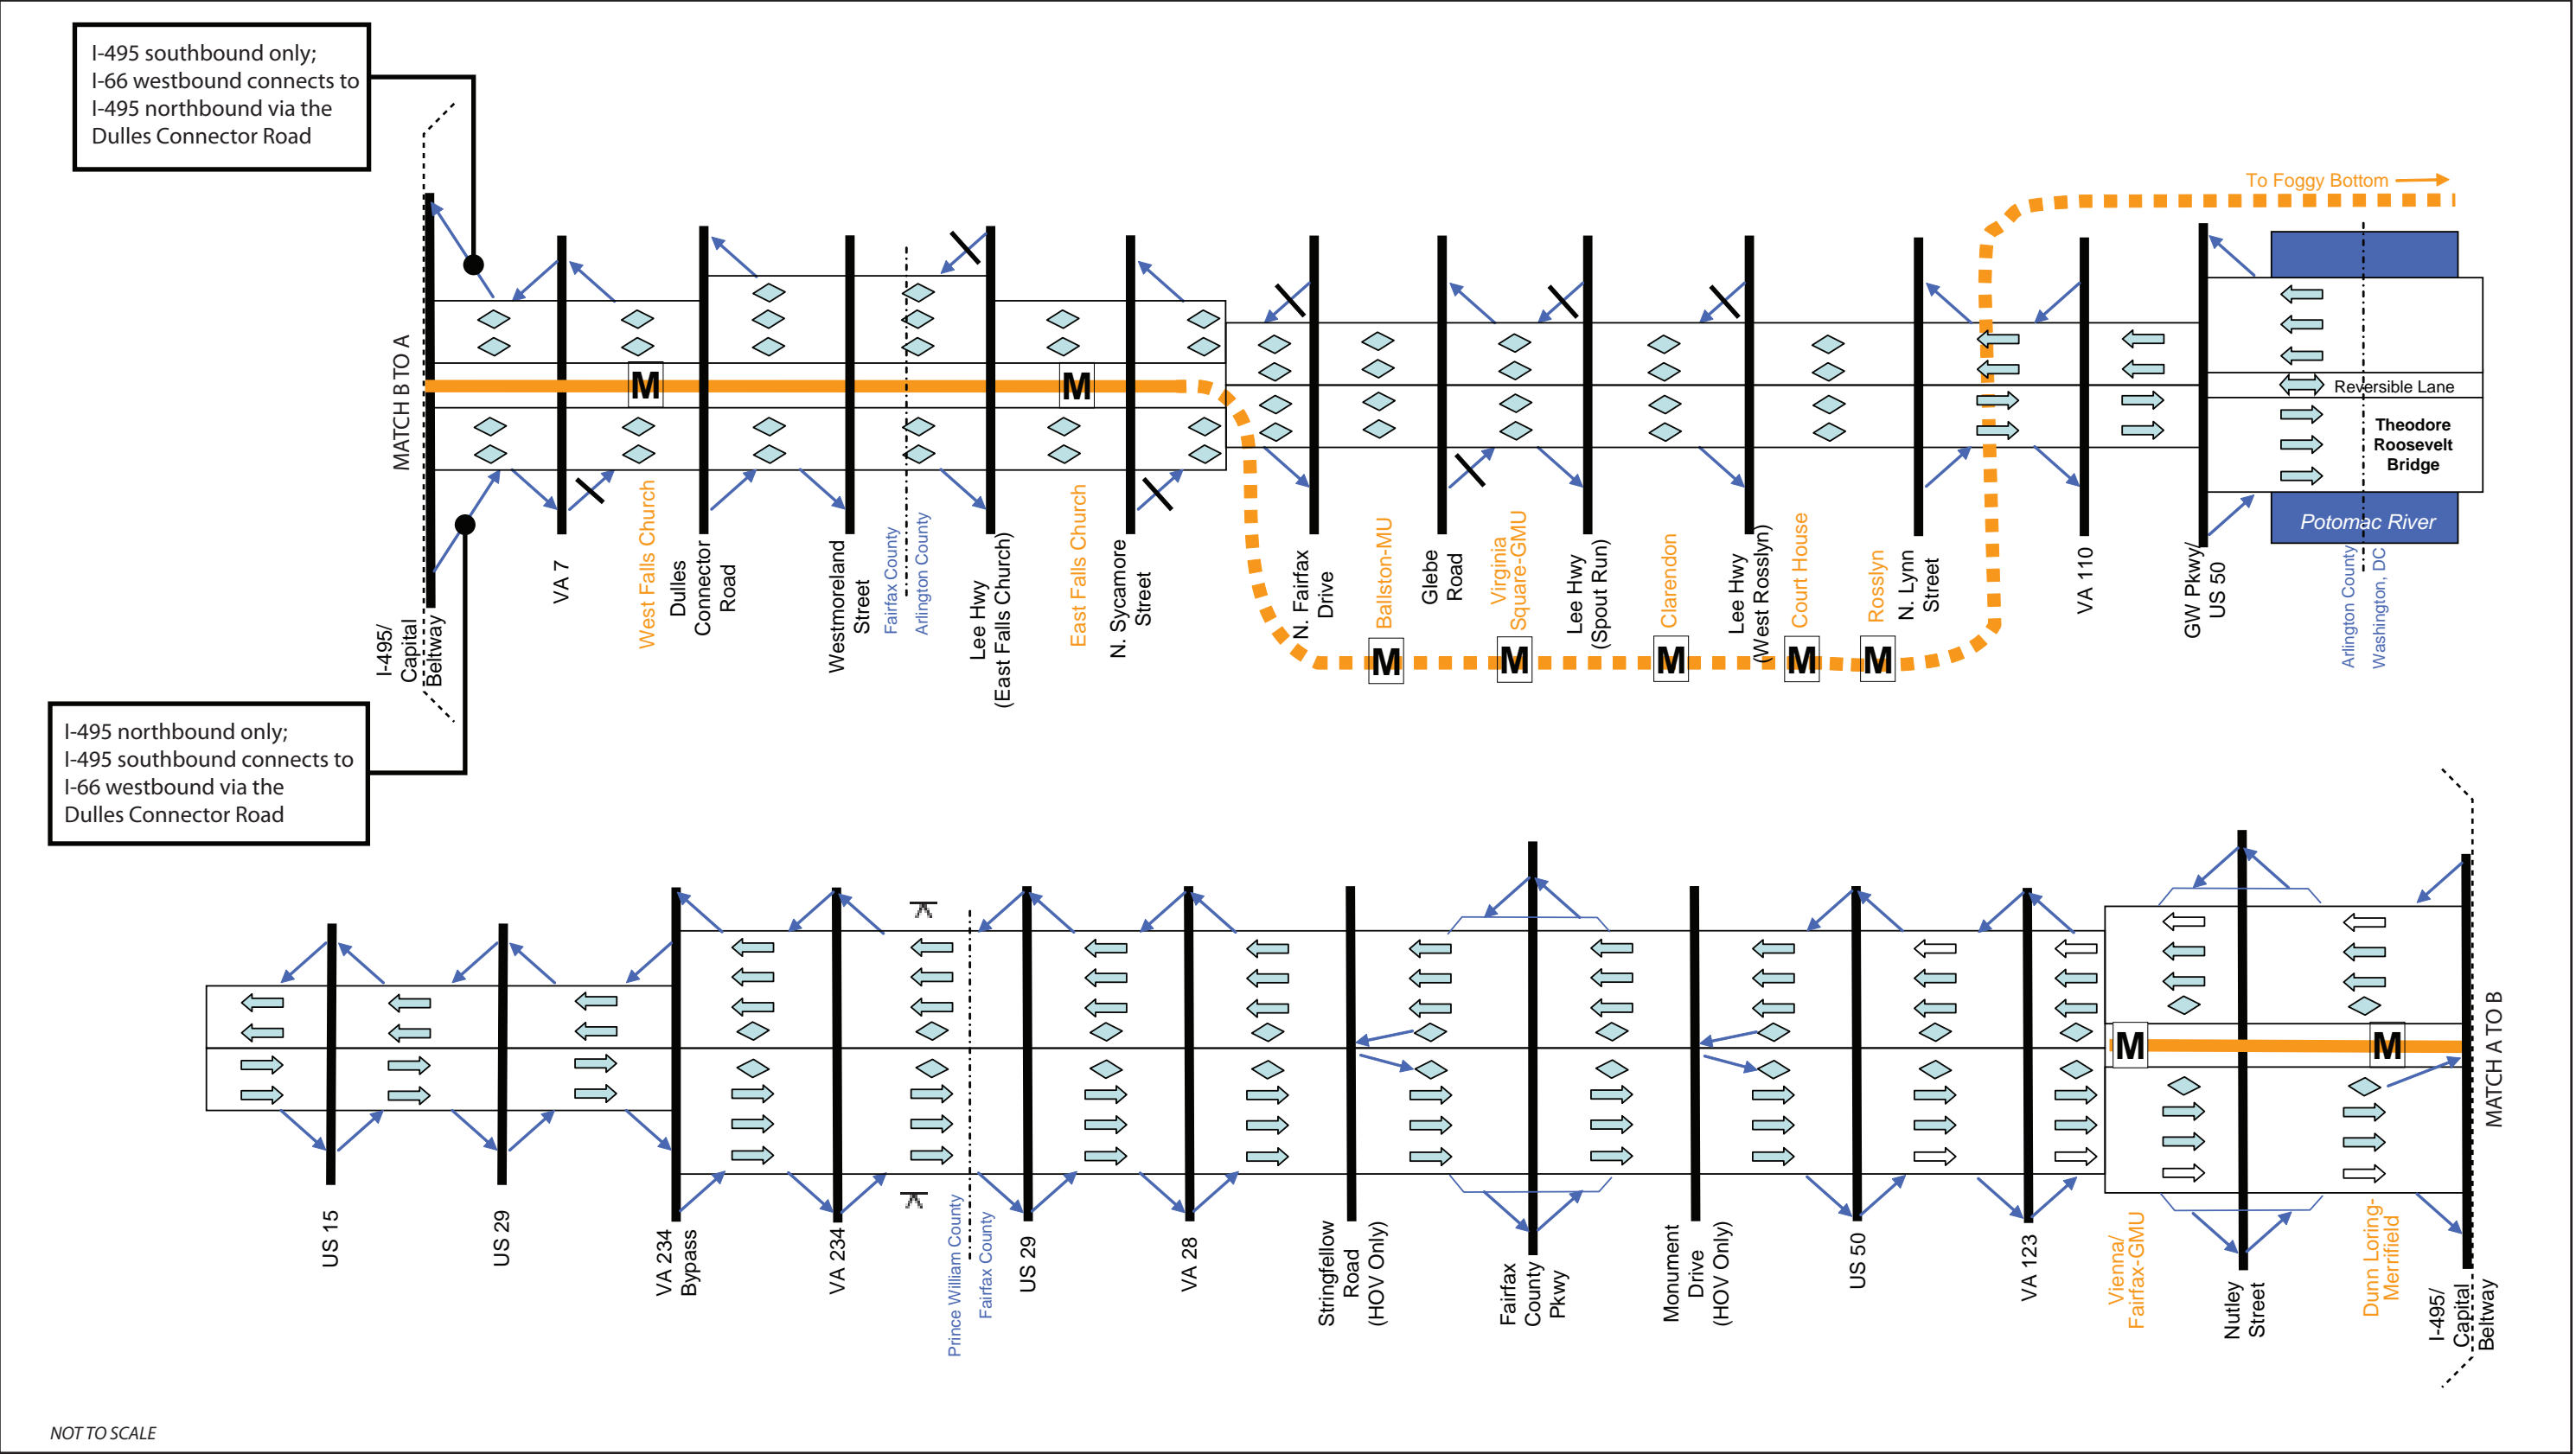 I-495 southbound only;
I-66 westbound connects to
I-495 northbound via the
Dulles Connector Road
To Foggy Bottom
MATCH B TO A
M
M
Reversible Lane
Theodore
Roosevelt
Bridge
Potomac River
I-495/
Capital
Beltway
VA 7
West Falls Church
Dulles
Connector
Road
Westmoreland
Street
Fairfax County
Arlington County
Lee Hwy
(East Falls Church)
East Falls Church
N. Sycamore
Street
N. Fairfax
Drive
Ballston-MU
Glebe
Road
Virginia
Square-GMU
Lee Hwy
(Spout Run)
Clarendon
Lee Hwy
(West Rosslyn)
Court House
Rosslyn
N. Lynn
Street
VA 110
GW Pkwy/
US 50
Arlington County
Washington, DC
M
M
M
M
M
I-495 northbound only;
I-495 southbound connects to
I-66 westbound via the
Dulles Connector Road
M
M
MATCH A TO B
US 15
US 29
VA 234
Bypass
VA 234
Prince William County
Fairfax County
US 29
VA 28
Stringfellow
Road
(HOV Only)
Fairfax
County
Pkwy
Monument
Drive
(HOV Only)
US 50
VA 123
Vienna/
Fairfax-GMU
Nutley
Street
Dunn Loring-
Merrifield
I-495/
Capital
Beltway
NOT TO SCALE